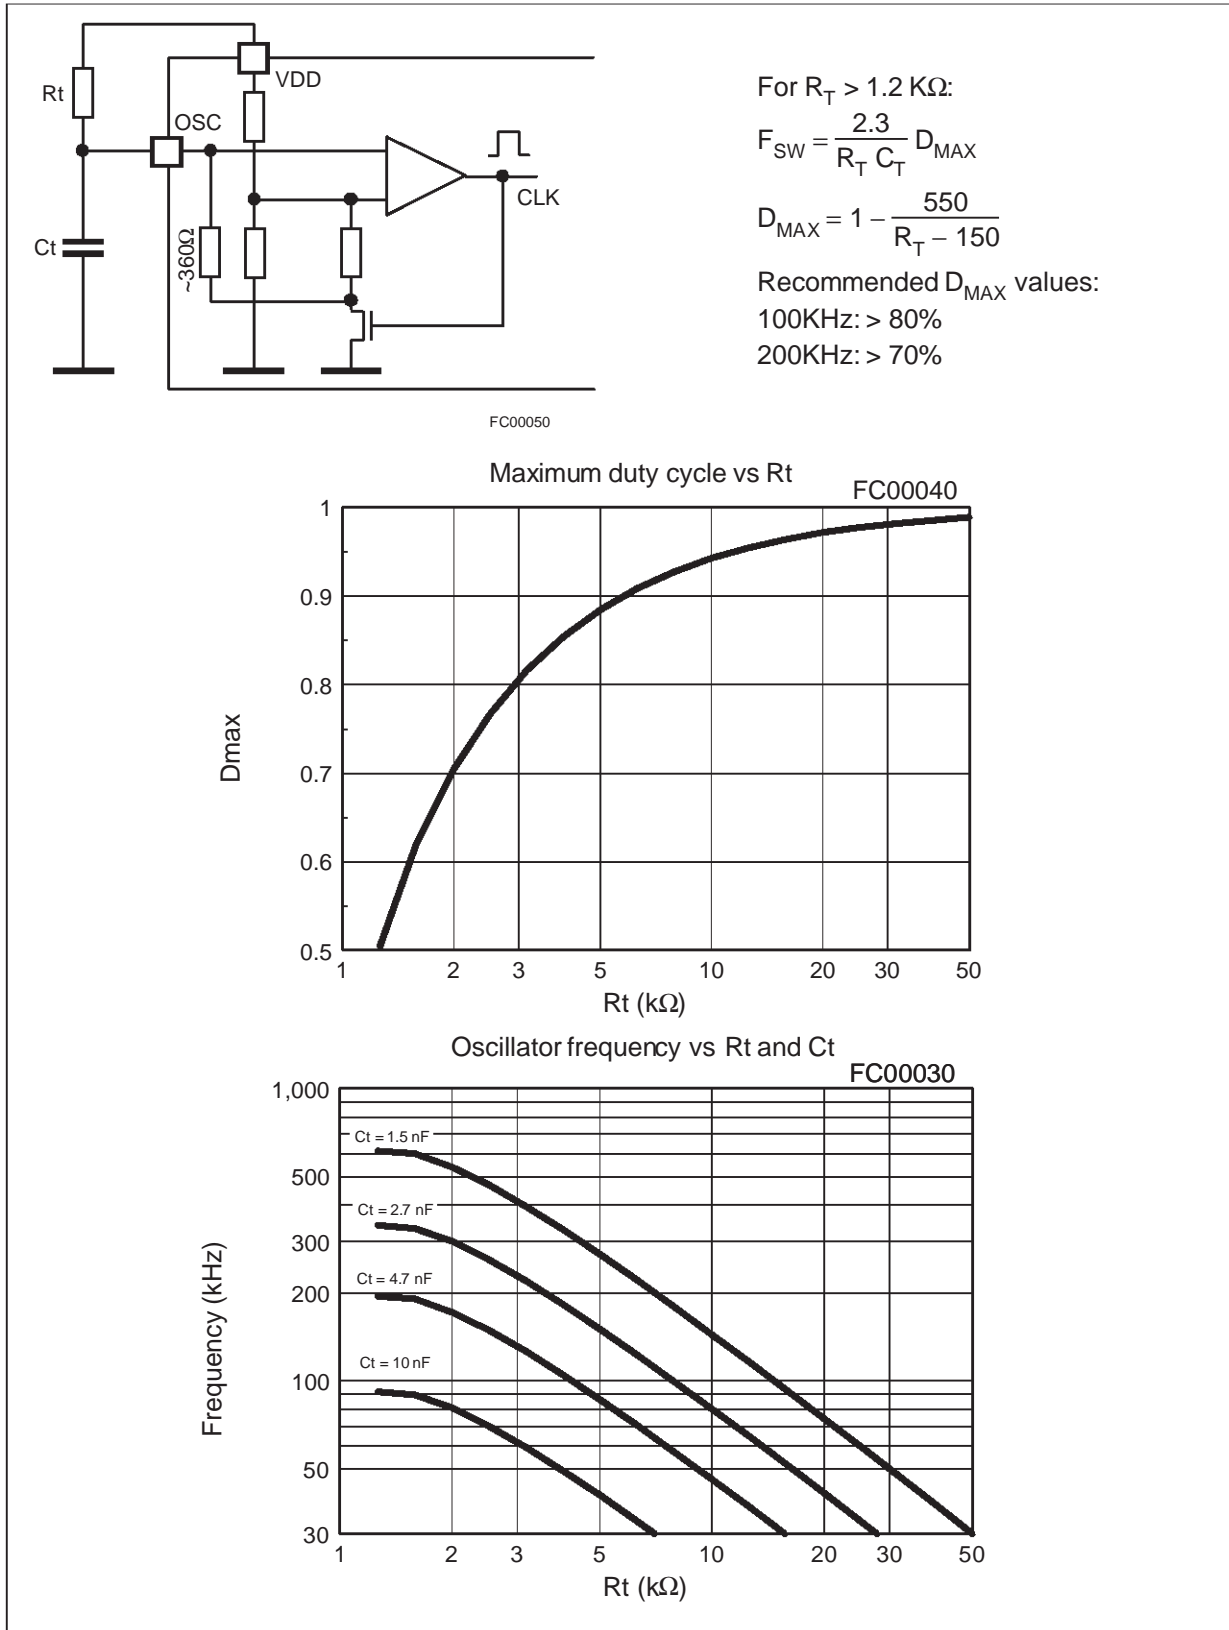 Rt
VDD
OSC
CLK
Ct
~360Ω
FC00050
For R_T > 1.2 KΩ:
F_SW = 2.3 / R_T C_T D_MAX
D_MAX = 1 − 550 / R_T − 150
Recommended D_MAX values:
100KHz: > 80%
200KHz: > 70%
Maximum duty cycle vs Rt
FC00040
1
0.9
0.8
0.7
0.6
0.5
Dmax
1 2 3 5 10 20 30 50
Rt (kΩ)
Oscillator frequency vs Rt and Ct
FC00030
1,000
500
300
200
100
50
30
Frequency (kHz)
Ct = 1.5 nF
Ct = 2.7 nF
Ct = 4.7 nF
Ct = 10 nF
1 2 3 5 10 20 30 50
Rt (kΩ)